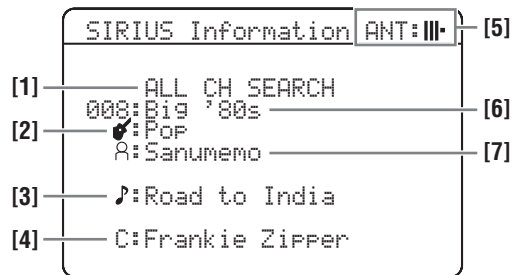 SIRIUS Information ANT: [5]
[1] ALL CH SEARCH
008:Big '80s [6]
[2] :Pop
:Sanumemo [7]
[3] ♪:Road to India
[4] C:Frankie Zipper